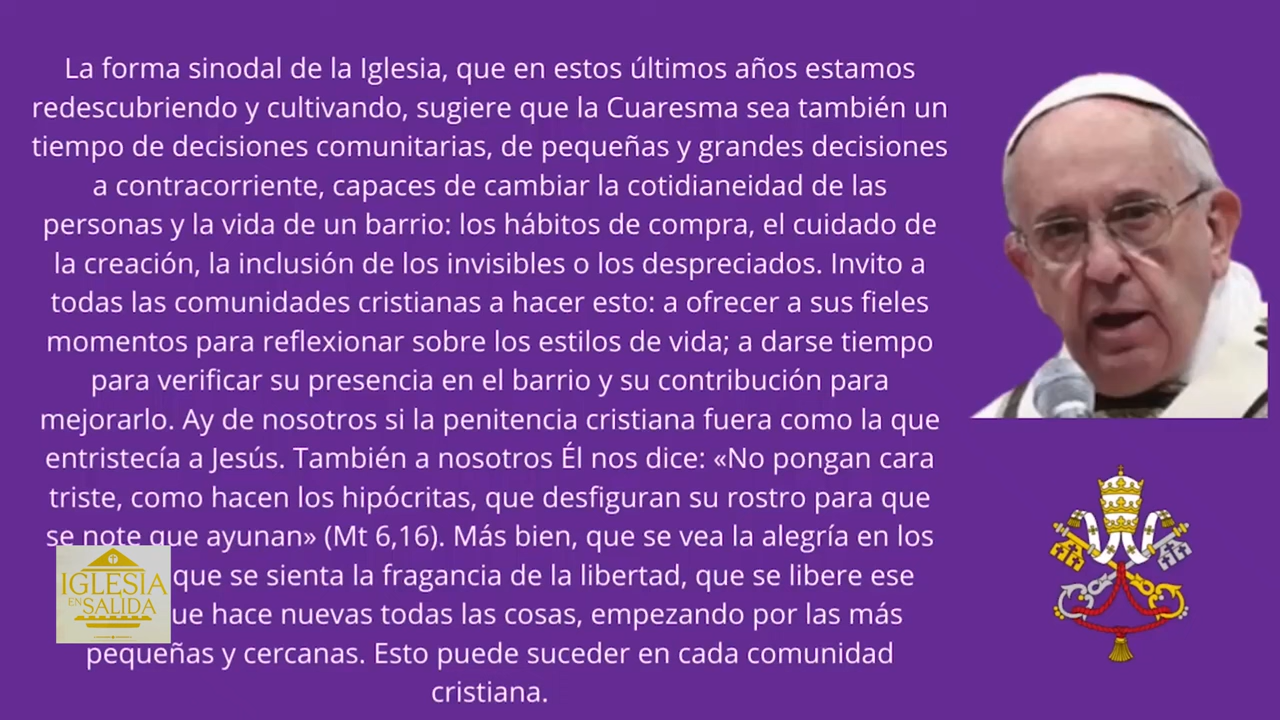 La forma sinodal de la Iglesia, que en estos últimos años estamos
redescubriendo y cultivando, sugiere que la Cuaresma sea también un
tiempo de decisiones comunitarias, de pequeñas y grandes decisiones
a contracorriente, capaces de cambiar la cotidianeidad de las
personas y la vida de un barrio: los hábitos de compra, el cuidado de
la creación, la inclusión de los invisibles o los despreciados. Invito a
todas las comunidades cristianas a hacer esto: a ofrecer a sus fieles
momentos para reflexionar sobre los estilos de vida; a darse tiempo
para verificar su presencia en el barrio y su contribución para
mejorarlo. Ay de nosotros si la penitencia cristiana fuera como la que
entristecía a Jesús. También a nosotros Él nos dice: «No pongan cara
triste, como hacen los hipócritas, que desfiguran su rostro para que
se note que ayunan» (Mt 6,16). Más bien, que se vea la alegría en los
que se sienta la fragancia de la libertad, que se libere ese
hace nuevas todas las cosas, empezando por las más
pequeñas y cercanas. Esto puede suceder en cada comunidad
cristiana.
IGLESIA
EN SALIDA